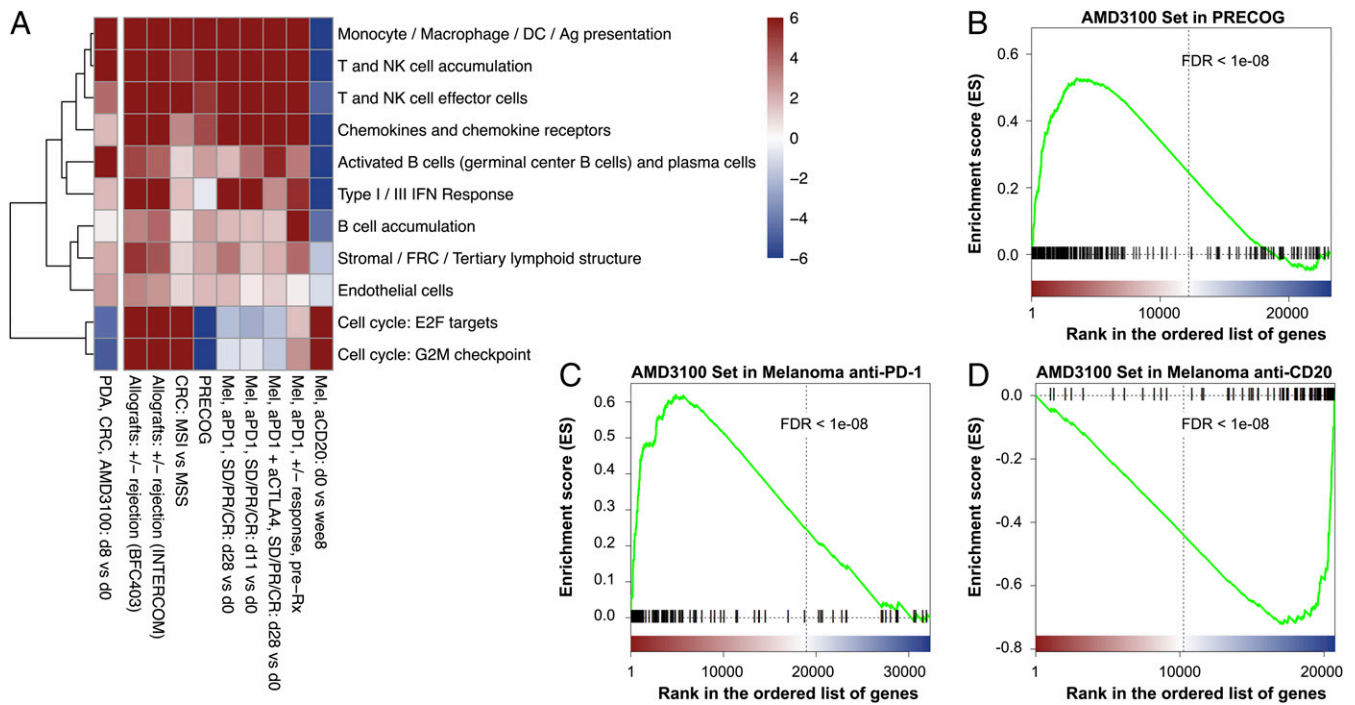 A
6
4
2
0
−2
−4
−6
Monocyte / Macrophage / DC / Ag presentation
T and NK cell accumulation
T and NK cell effector cells
Chemokines and chemokine receptors
Activated B cells (germinal center B cells) and plasma cells
Type I / III IFN Response
B cell accumulation
Stromal / FRC / Tertiary lymphoid structure
Endothelial cells
Cell cycle: E2F targets
Cell cycle: G2M checkpoint
PDA, CRC, AMD3100: d8 vs d0
Allografts: +/− rejection (BFC403)
Allografts: +/− rejection (INTERCOM)
CRC: MSI vs MSS
PRECOG
Mel, aPD1, SD/PR/CR: d28 vs d0
Mel, aPD1, SD/PR/CR: d11 vs d0
Mel, aPD1 + aCTLA4, SD/PR/CR: d28 vs d0
Mel, aPD1, +/− response, pre−Rx
Mel, aCD20: d0 vs wee8
B
AMD3100 Set in PRECOG
FDR < 1e-08
Enrichment score (ES)
0.6
0.4
0.2
0.0
1
10000
20000
Rank in the ordered list of genes
C
AMD3100 Set in Melanoma anti-PD-1
FDR < 1e-08
Enrichment score (ES)
0.6
0.5
0.4
0.3
0.2
0.1
0.0
1
10000
20000
30000
Rank in the ordered list of genes
D
AMD3100 Set in Melanoma anti-CD20
FDR < 1e-08
Enrichment score (ES)
0.0
-0.2
-0.4
-0.6
-0.8
1
10000
20000
Rank in the ordered list of genes